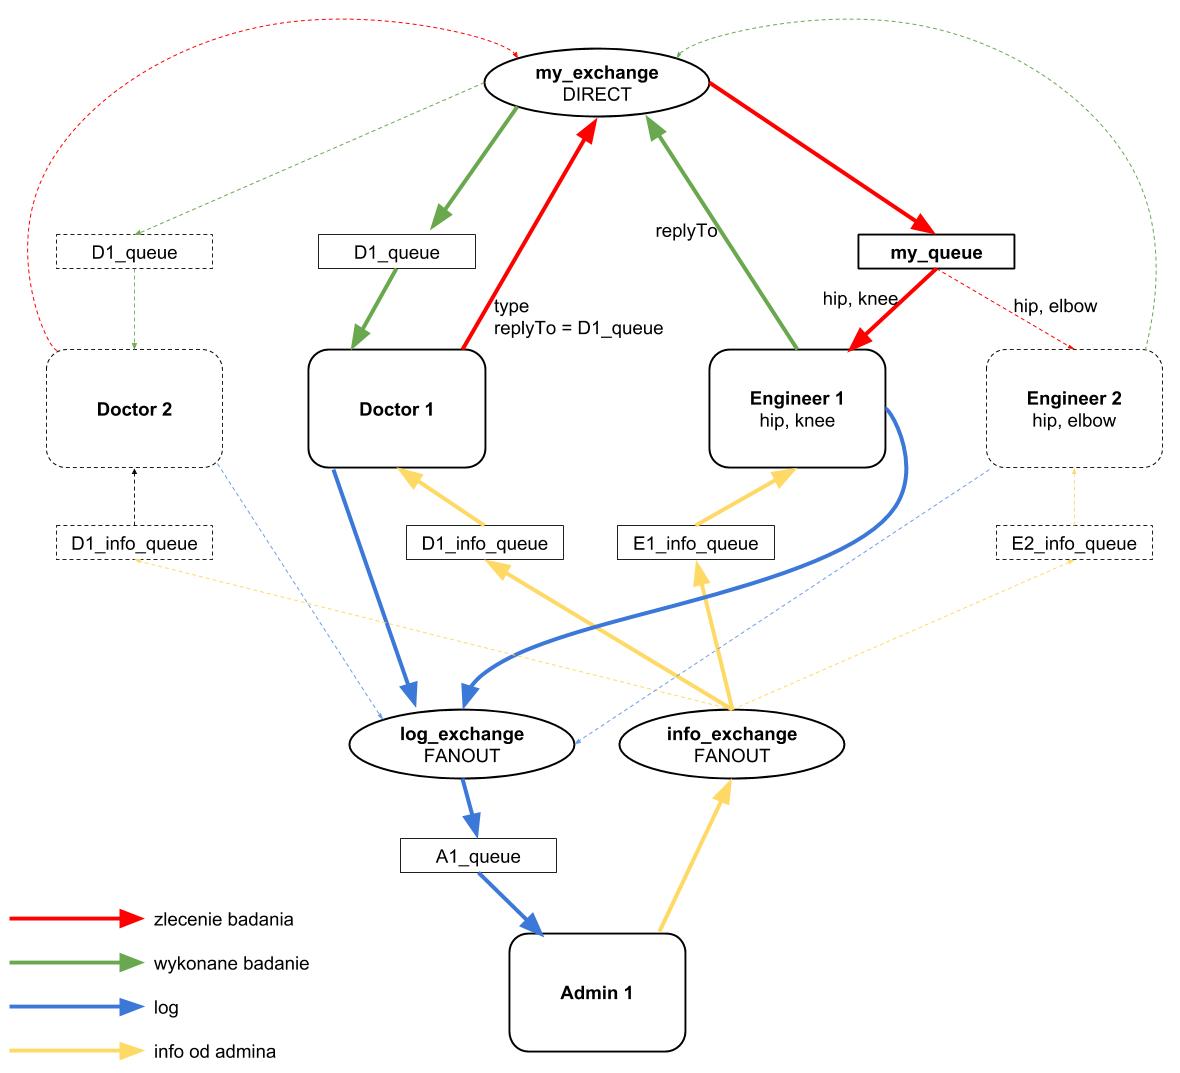 my_exchange
DIRECT
D1_queue
D1_queue
replyTo
my_queue
hip, knee
hip, elbow
type
replyTo = D1_queue
Doctor 2
Doctor 1
Engineer 1
hip, knee
Engineer 2
hip, elbow
D1_info_queue
D1_info_queue
E1_info_queue
E2_info_queue
log_exchange
FANOUT
info_exchange
FANOUT
A1_queue
zlecenie badania
wykonane badanie
log
info od admina
Admin 1